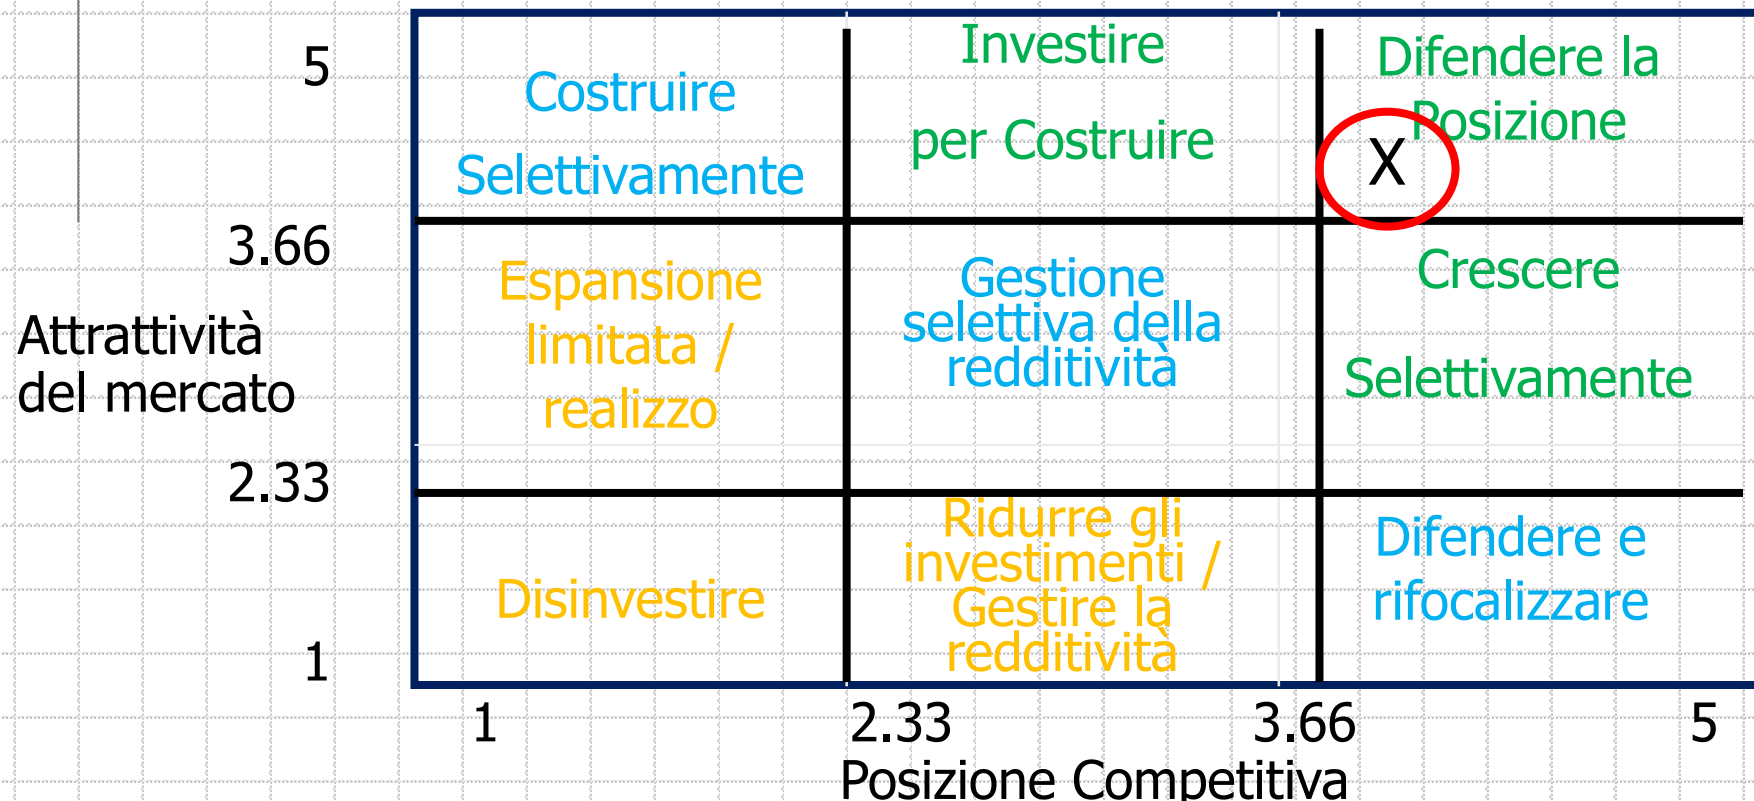 5
Costruire
Selettivamente
Investire
per Costruire
Difendere la
Posizione
X
3.66
Attrattività
del mercato
Espansione
limitata /
realizzo
Gestione
selettiva della
redditività
Crescere
Selettivamente
2.33
Disinvestire
Ridurre gli
investimenti /
Gestire la
redditività
Difendere e
rifocalizzare
1
1 2.33 3.66 5
Posizione Competitiva